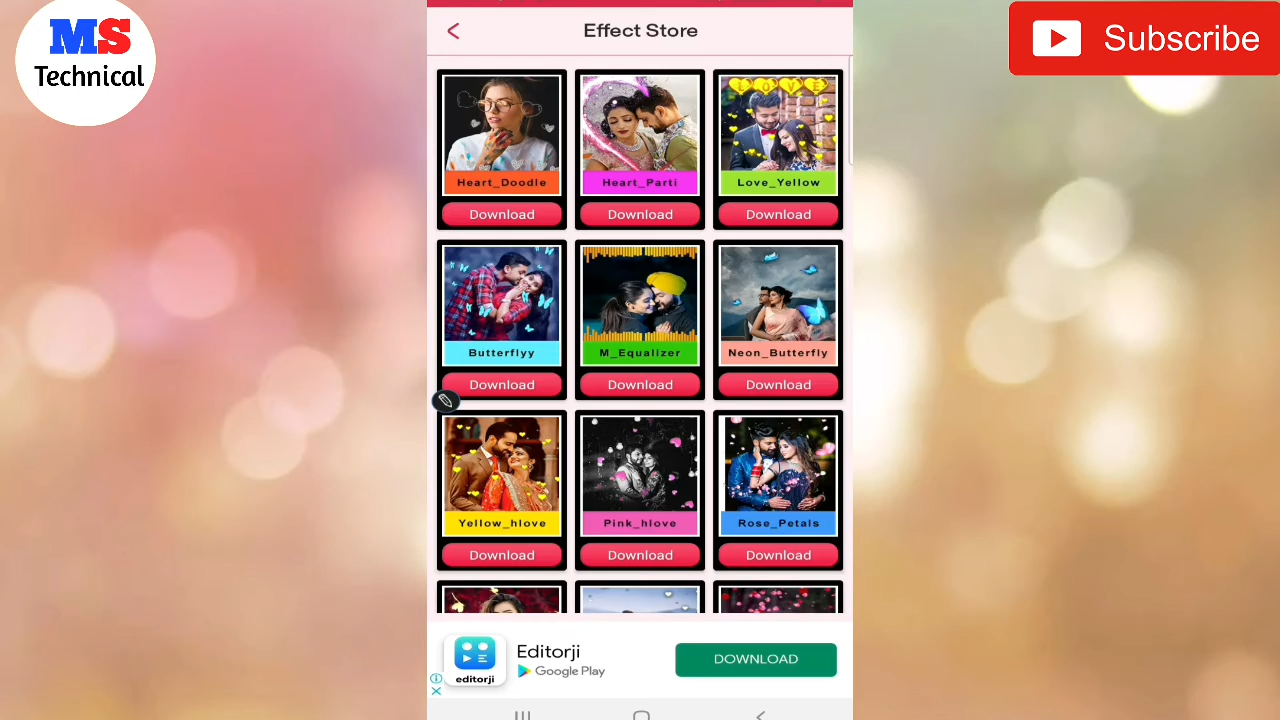 MS
Technical
Effect Store
Subscribe
Heart_Doodle
Heart_Parti
LOVE
Love_Yellow
Download
Download
Download
Butterflyy
M_Equalizer
Neon_Butterfly
Download
Download
Download
Yellow_hlove
Pink_hlove
Rose_Petals
Download
Download
Download
editorji
Editorji
Google Play
DOWNLOAD